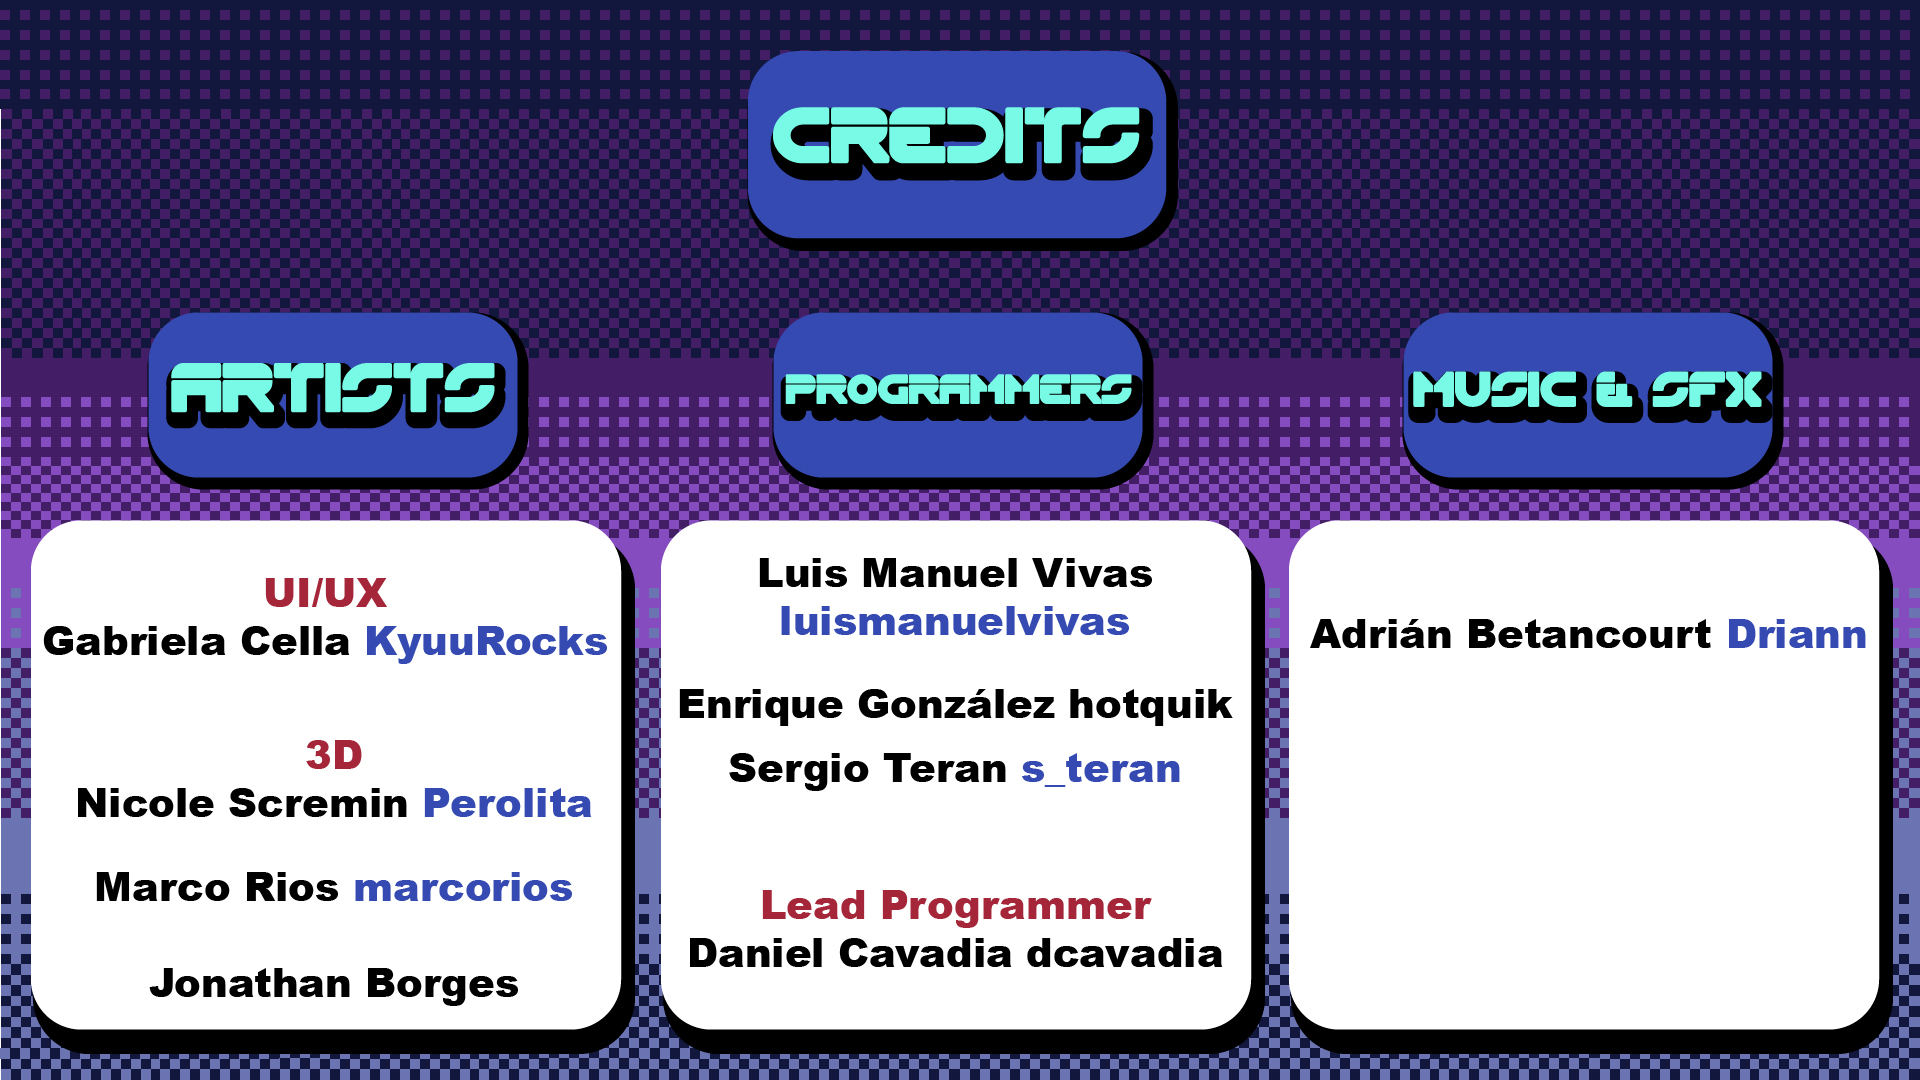 CREDITS
ARTISTS
UI/UX
Gabriela Cella KyuuRocks
3D
Nicole Scremin Perolita
Marco Rios marcorios
Jonathan Borges
PROGRAMMERS
Luis Manuel Vivas
luismanuelvivas
Enrique González hotquik
Sergio Teran s_teran
Lead Programmer
Daniel Cavadia dcavadia
MUSIC & SFX
Adrián Betancourt Driann